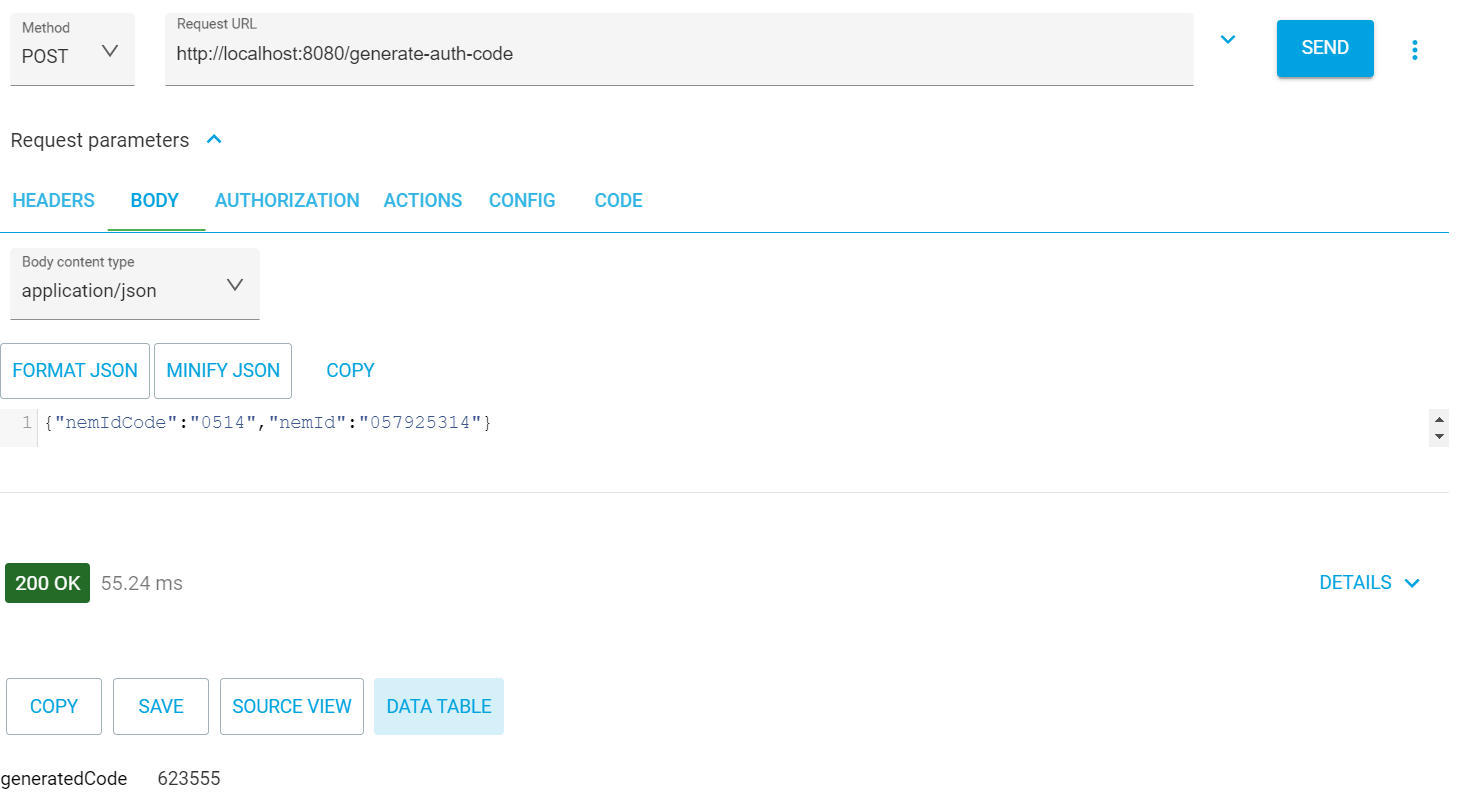 Method
POST
Request URL
http://localhost:8080/generate-auth-code
SEND
Request parameters
HEADERS BODY AUTHORIZATION ACTIONS CONFIG CODE
Body content type
application/json
FORMAT JSON MINIFY JSON COPY
1 {"nemIdCode":"0514","nemId":"057925314"}
200 OK 55.24 ms DETAILS
COPY SAVE SOURCE VIEW DATA TABLE
generatedCode 623555